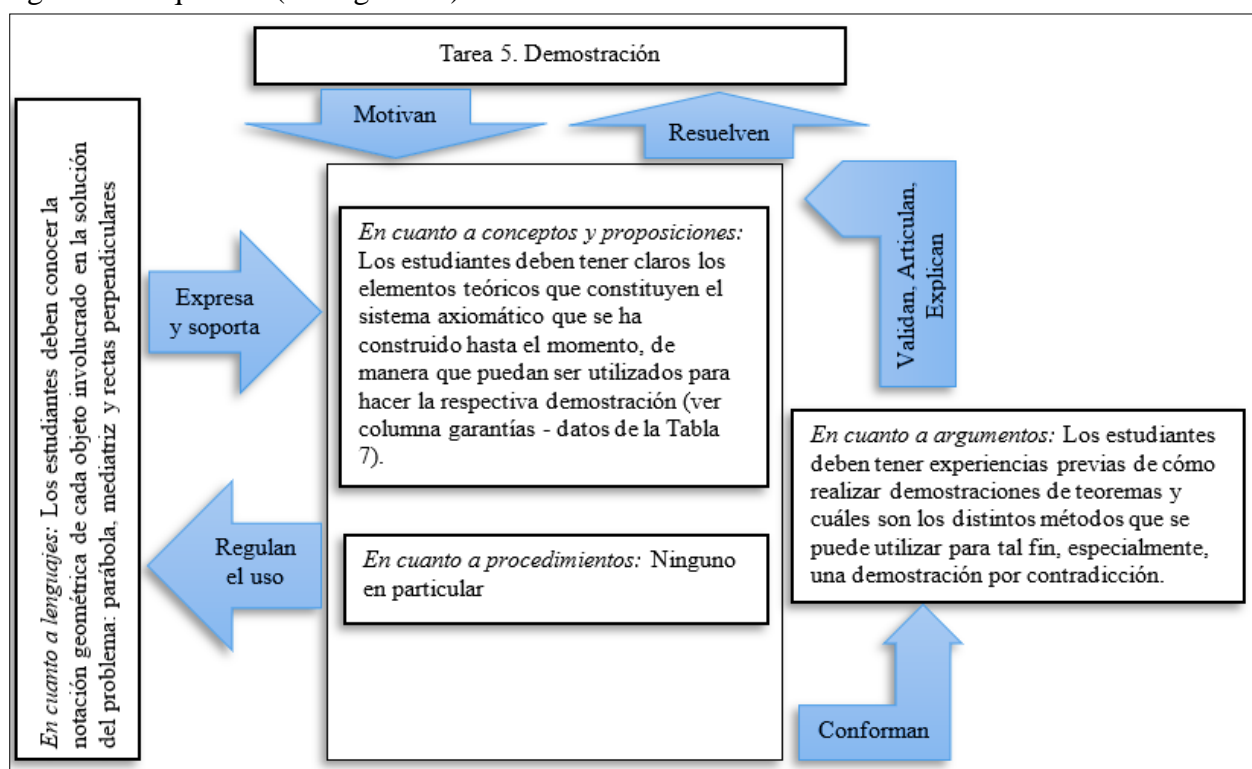 Tarea 5. Demostración
Motivan
Resuelven
En cuanto a lenguajes: Los estudiantes deben conocer la
notación geométrica de cada objeto involucrado en la solución
del problema: parábola, mediatriz y rectas perpendiculares
Expresa
y soporta
En cuanto a conceptos y proposiciones:
Los estudiantes deben tener claros los
elementos teóricos que constituyen el
sistema axiomático que se ha
construido hasta el momento, de
manera que puedan ser utilizados para
hacer la respectiva demostración (ver
columna garantías - datos de la Tabla
7).
Validan, Articulan,
Explican
Regulan
el uso
En cuanto a procedimientos: Ninguno
en particular
En cuanto a argumentos: Los estudiantes
deben tener experiencias previas de cómo
realizar demostraciones de teoremas y
cuáles son los distintos métodos que se
puede utilizar para tal fin, especialmente,
una demostración por contradicción.
Conforman